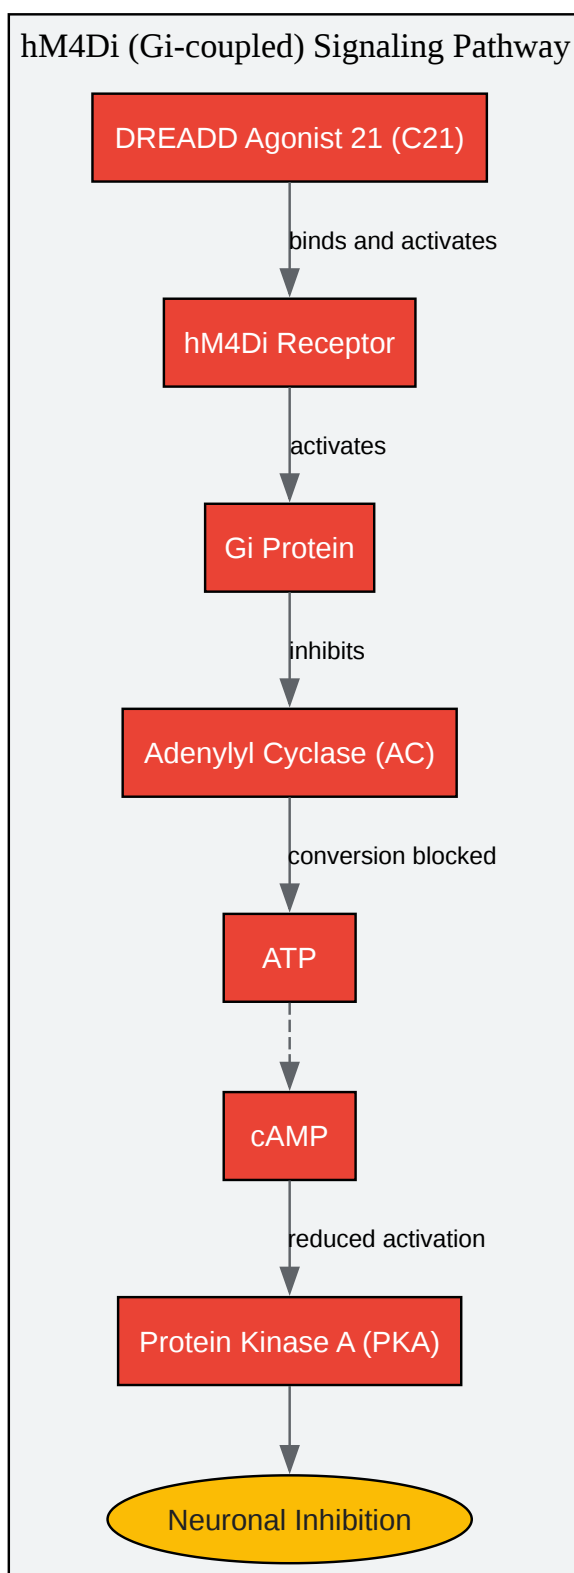 hM4Di (Gi-coupled) Signaling Pathway
DREADD Agonist 21 (C21)
binds and activates
hM4Di Receptor
activates
Gi Protein
inhibits
Adenylyl Cyclase (AC)
conversion blocked
ATP
cAMP
reduced activation
Protein Kinase A (PKA)
Neuronal Inhibition